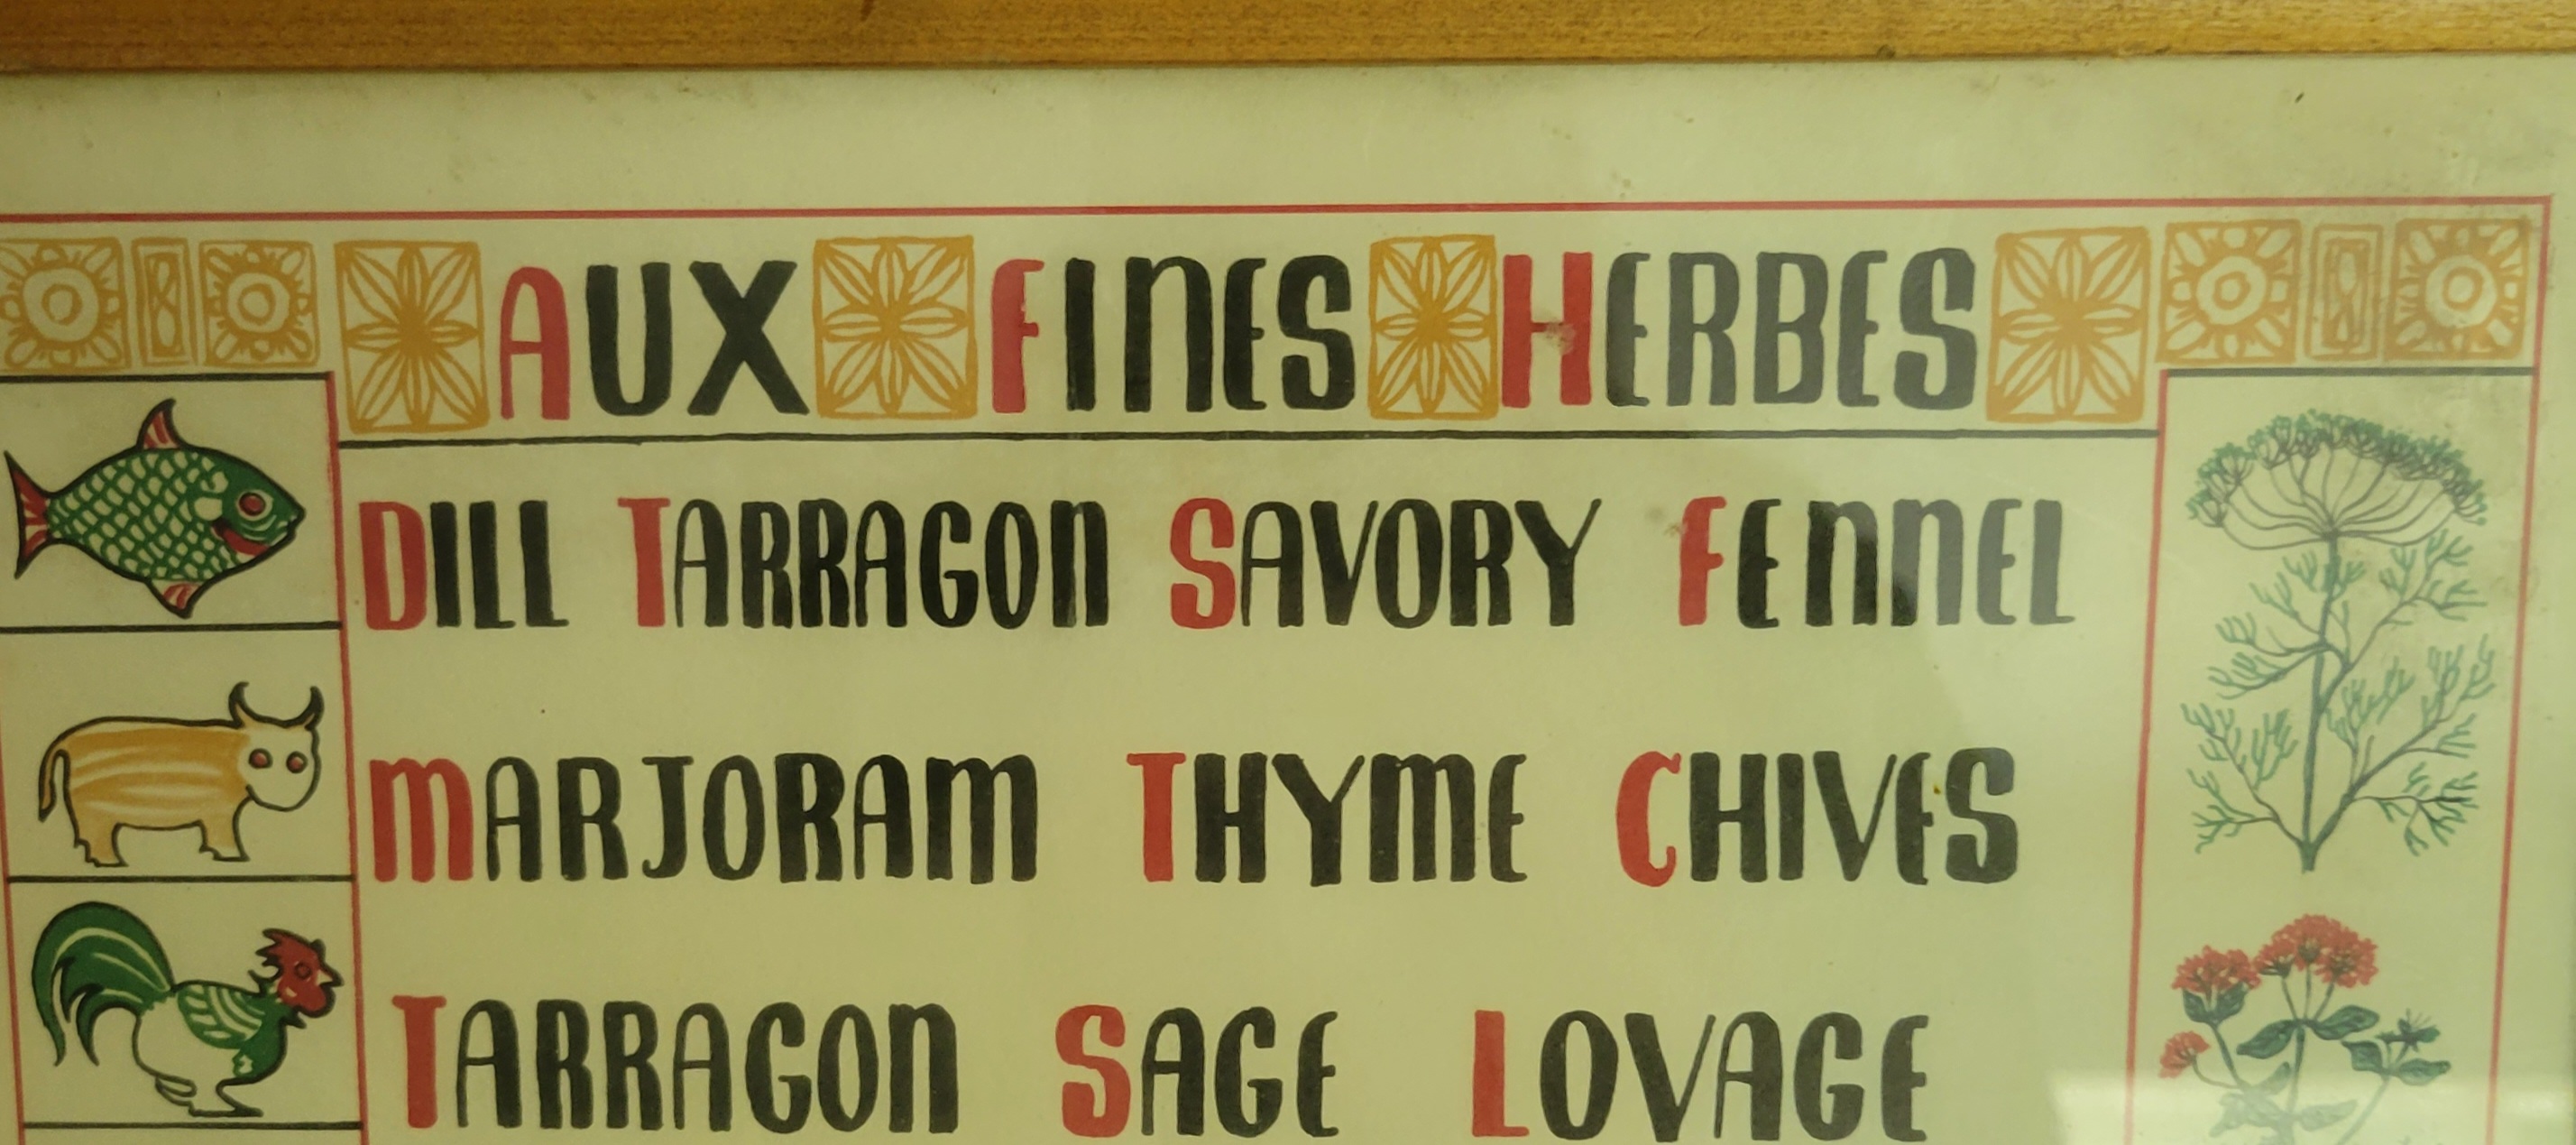 AUX FINES HERBES
DILL TARRAGON SAVORY FENNEL
MARJORAM THYME CHIVES
TARRAGON SAGE LOVAGE